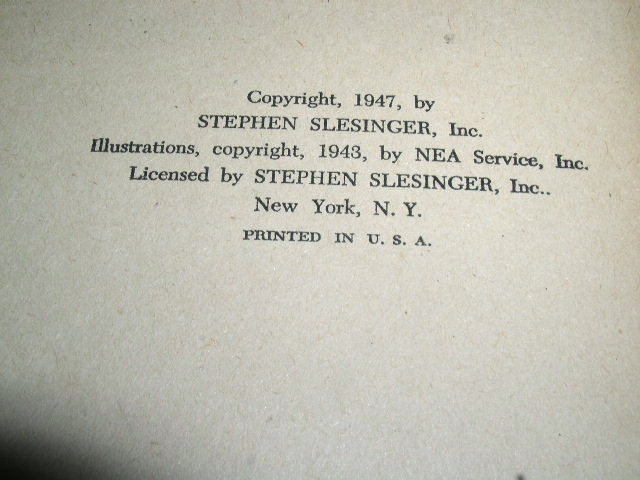 Copyright, 1947, by
STEPHEN SLESINGER, Inc.
Illustrations, copyright, 1943, by NEA Service, Inc.
Licensed by STEPHEN SLESINGER, Inc..
New York, N. Y.
PRINTED IN U. S. A.